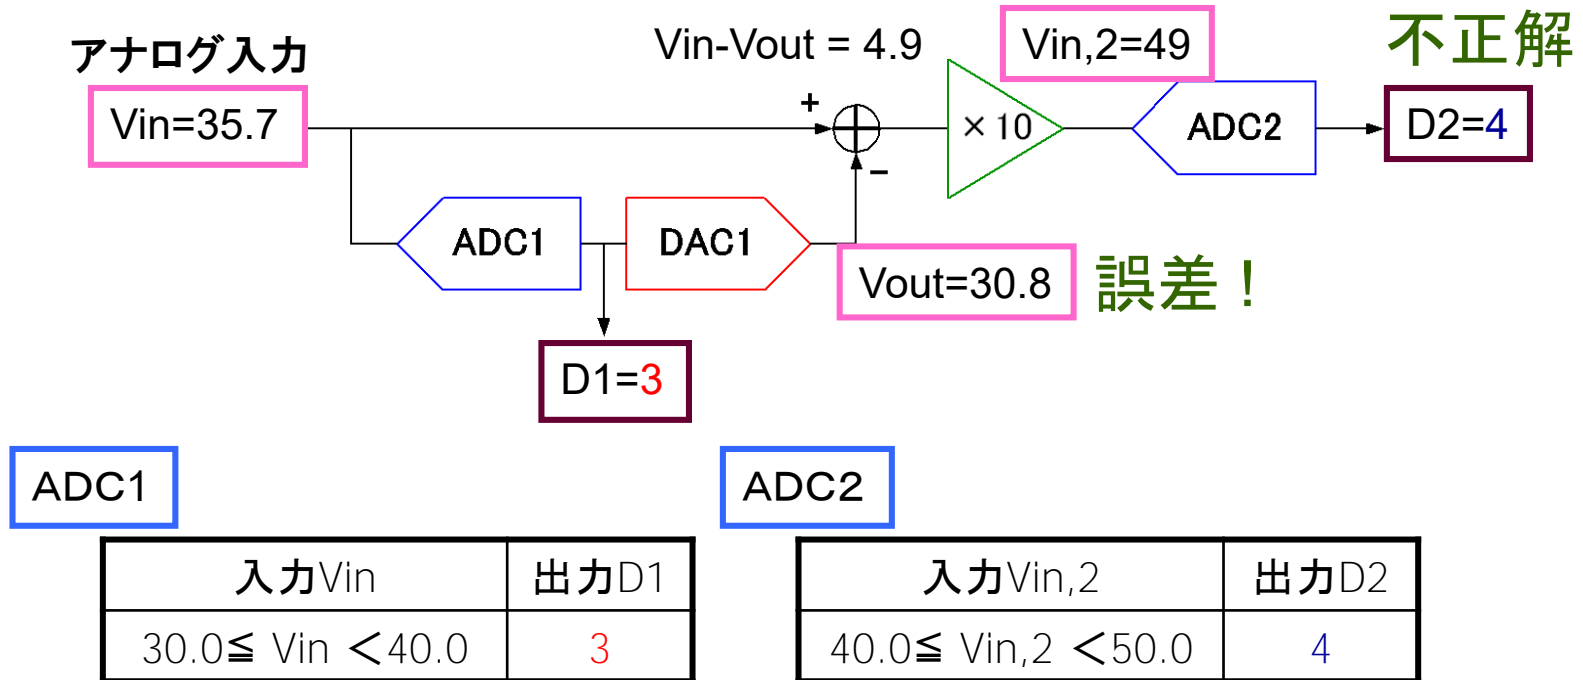 アナログ入力
Vin=35.7
Vin-Vout = 4.9
Vin,2=49
不正解
+
×10
ADC2
D2=4
−
ADC1
DAC1
Vout=30.8
誤差！
D1=3
ADC1
入力Vin 出力D1
30.0≦ Vin ＜40.0 3
ADC2
入力Vin,2 出力D2
40.0≦ Vin,2 ＜50.0 4